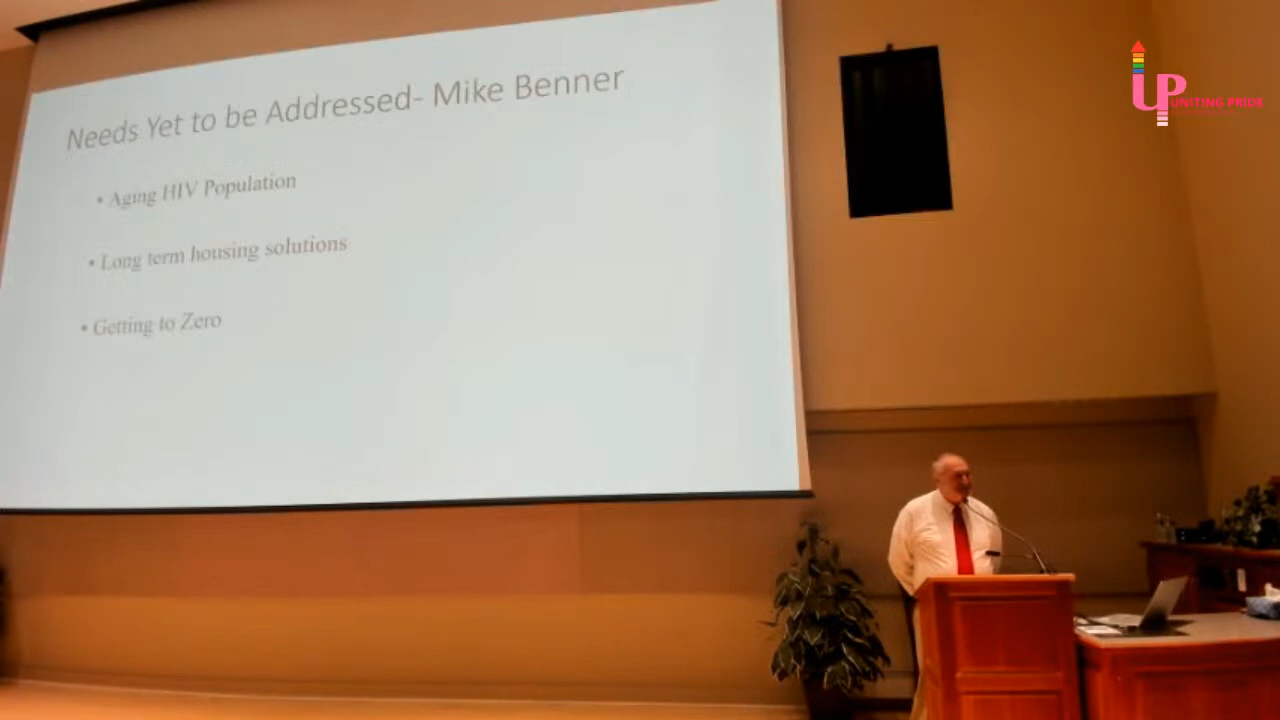 Needs Yet to be Addressed- Mike Benner
• Aging HIV Population
• Long term housing solutions
• Getting to Zero
UP
UNITING PRIDE